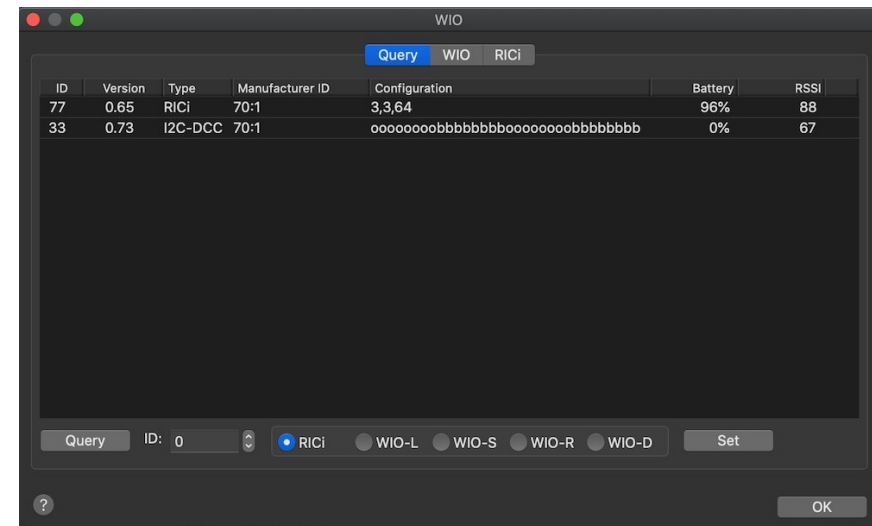 WIO
Query WIO RICi
ID Version Type Manufacturer ID Configuration Battery RSSI
77 0.65 RICi 70:1 3,3,64 96% 88
33 0.73 I2C-DCC 70:1 oooooooobbbbbbbboooooooobbbbbbbb 0% 67
Query ID: 0 RICi WIO-L WIO-S WIO-R WIO-D Set
? OK